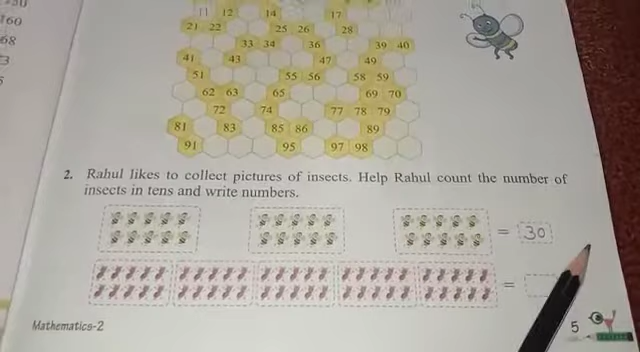 160
68
3
11 12 14 17
21 22 25 26 28
33 34 36 39 40
41 43 47 49
51 55 56 58 59
62 63 65 69 70
72 74 77 78 79
81 83 85 86 89
91 95 97 98
2. Rahul likes to collect pictures of insects. Help Rahul count the number of
insects in tens and write numbers.
= 30
=
Mathematics-2
5